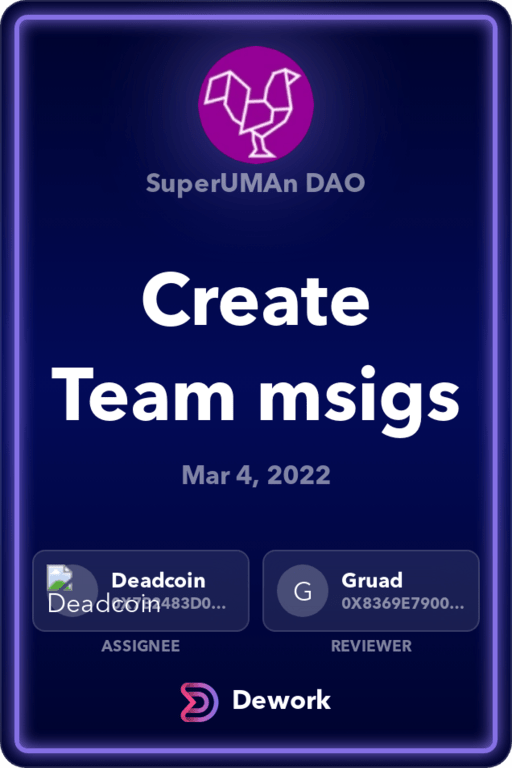 SuperUMAn DAO
Create
Team msigs
Mar 4, 2022
Deadcoin
Deadcoin
G
Gruad
0X8369E7900...
ASSIGNEE
REVIEWER
Dework